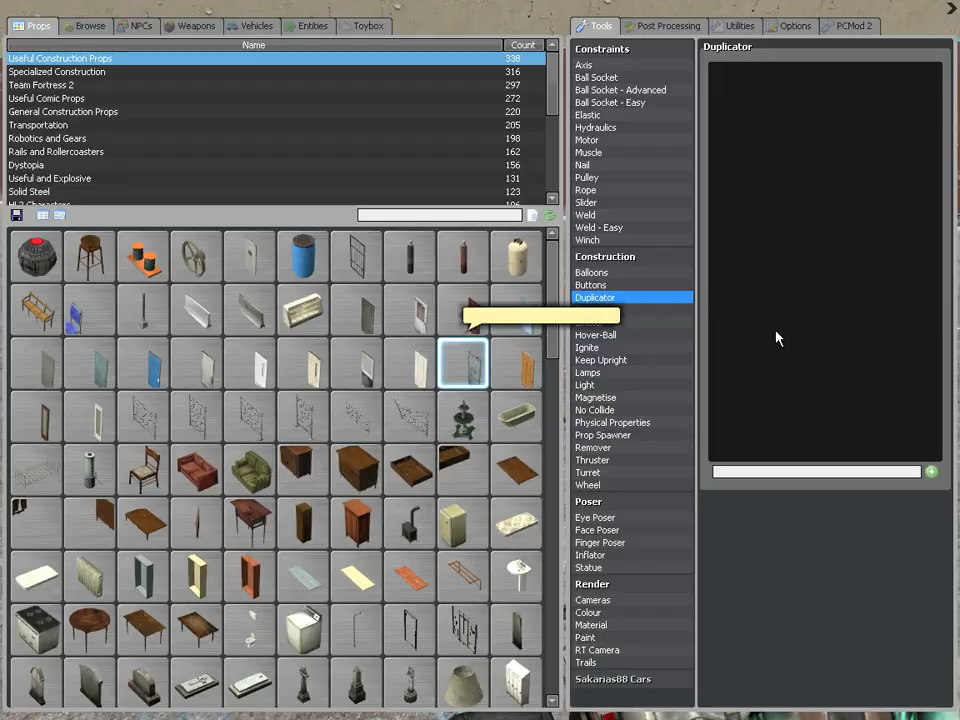 Props
Browse
NPCs
Weapons
Vehicles
Entities
Toybox
Tools
Post Processing
Utilities
Options
PCMod 2
Name
Count
Useful Construction Props 338
Specialized Construction 316
Team Fortress 2 297
Useful Comic Props 272
General Construction Props 220
Transportation 205
Robotics and Gears 198
Rails and Rollercoasters 162
Dystopia 156
Useful and Explosive 131
Solid Steel 123
HL2 Characters
Constraints
Axis
Ball Socket
Ball Socket - Advanced
Ball Socket - Easy
Elastic
Hydraulics
Motor
Muscle
Nail
Pulley
Rope
Slider
Weld
Weld - Easy
Winch
Construction
Balloons
Buttons
Duplicator
Hover-Ball
Ignite
Keep Upright
Lamps
Light
Magnetise
No Collide
Physical Properties
Prop Spawner
Remover
Thruster
Turret
Wheel
Poser
Eye Poser
Face Poser
Finger Poser
Inflator
Statue
Render
Cameras
Colour
Material
Paint
RT Camera
Trails
Sakarias88 Cars
Duplicator